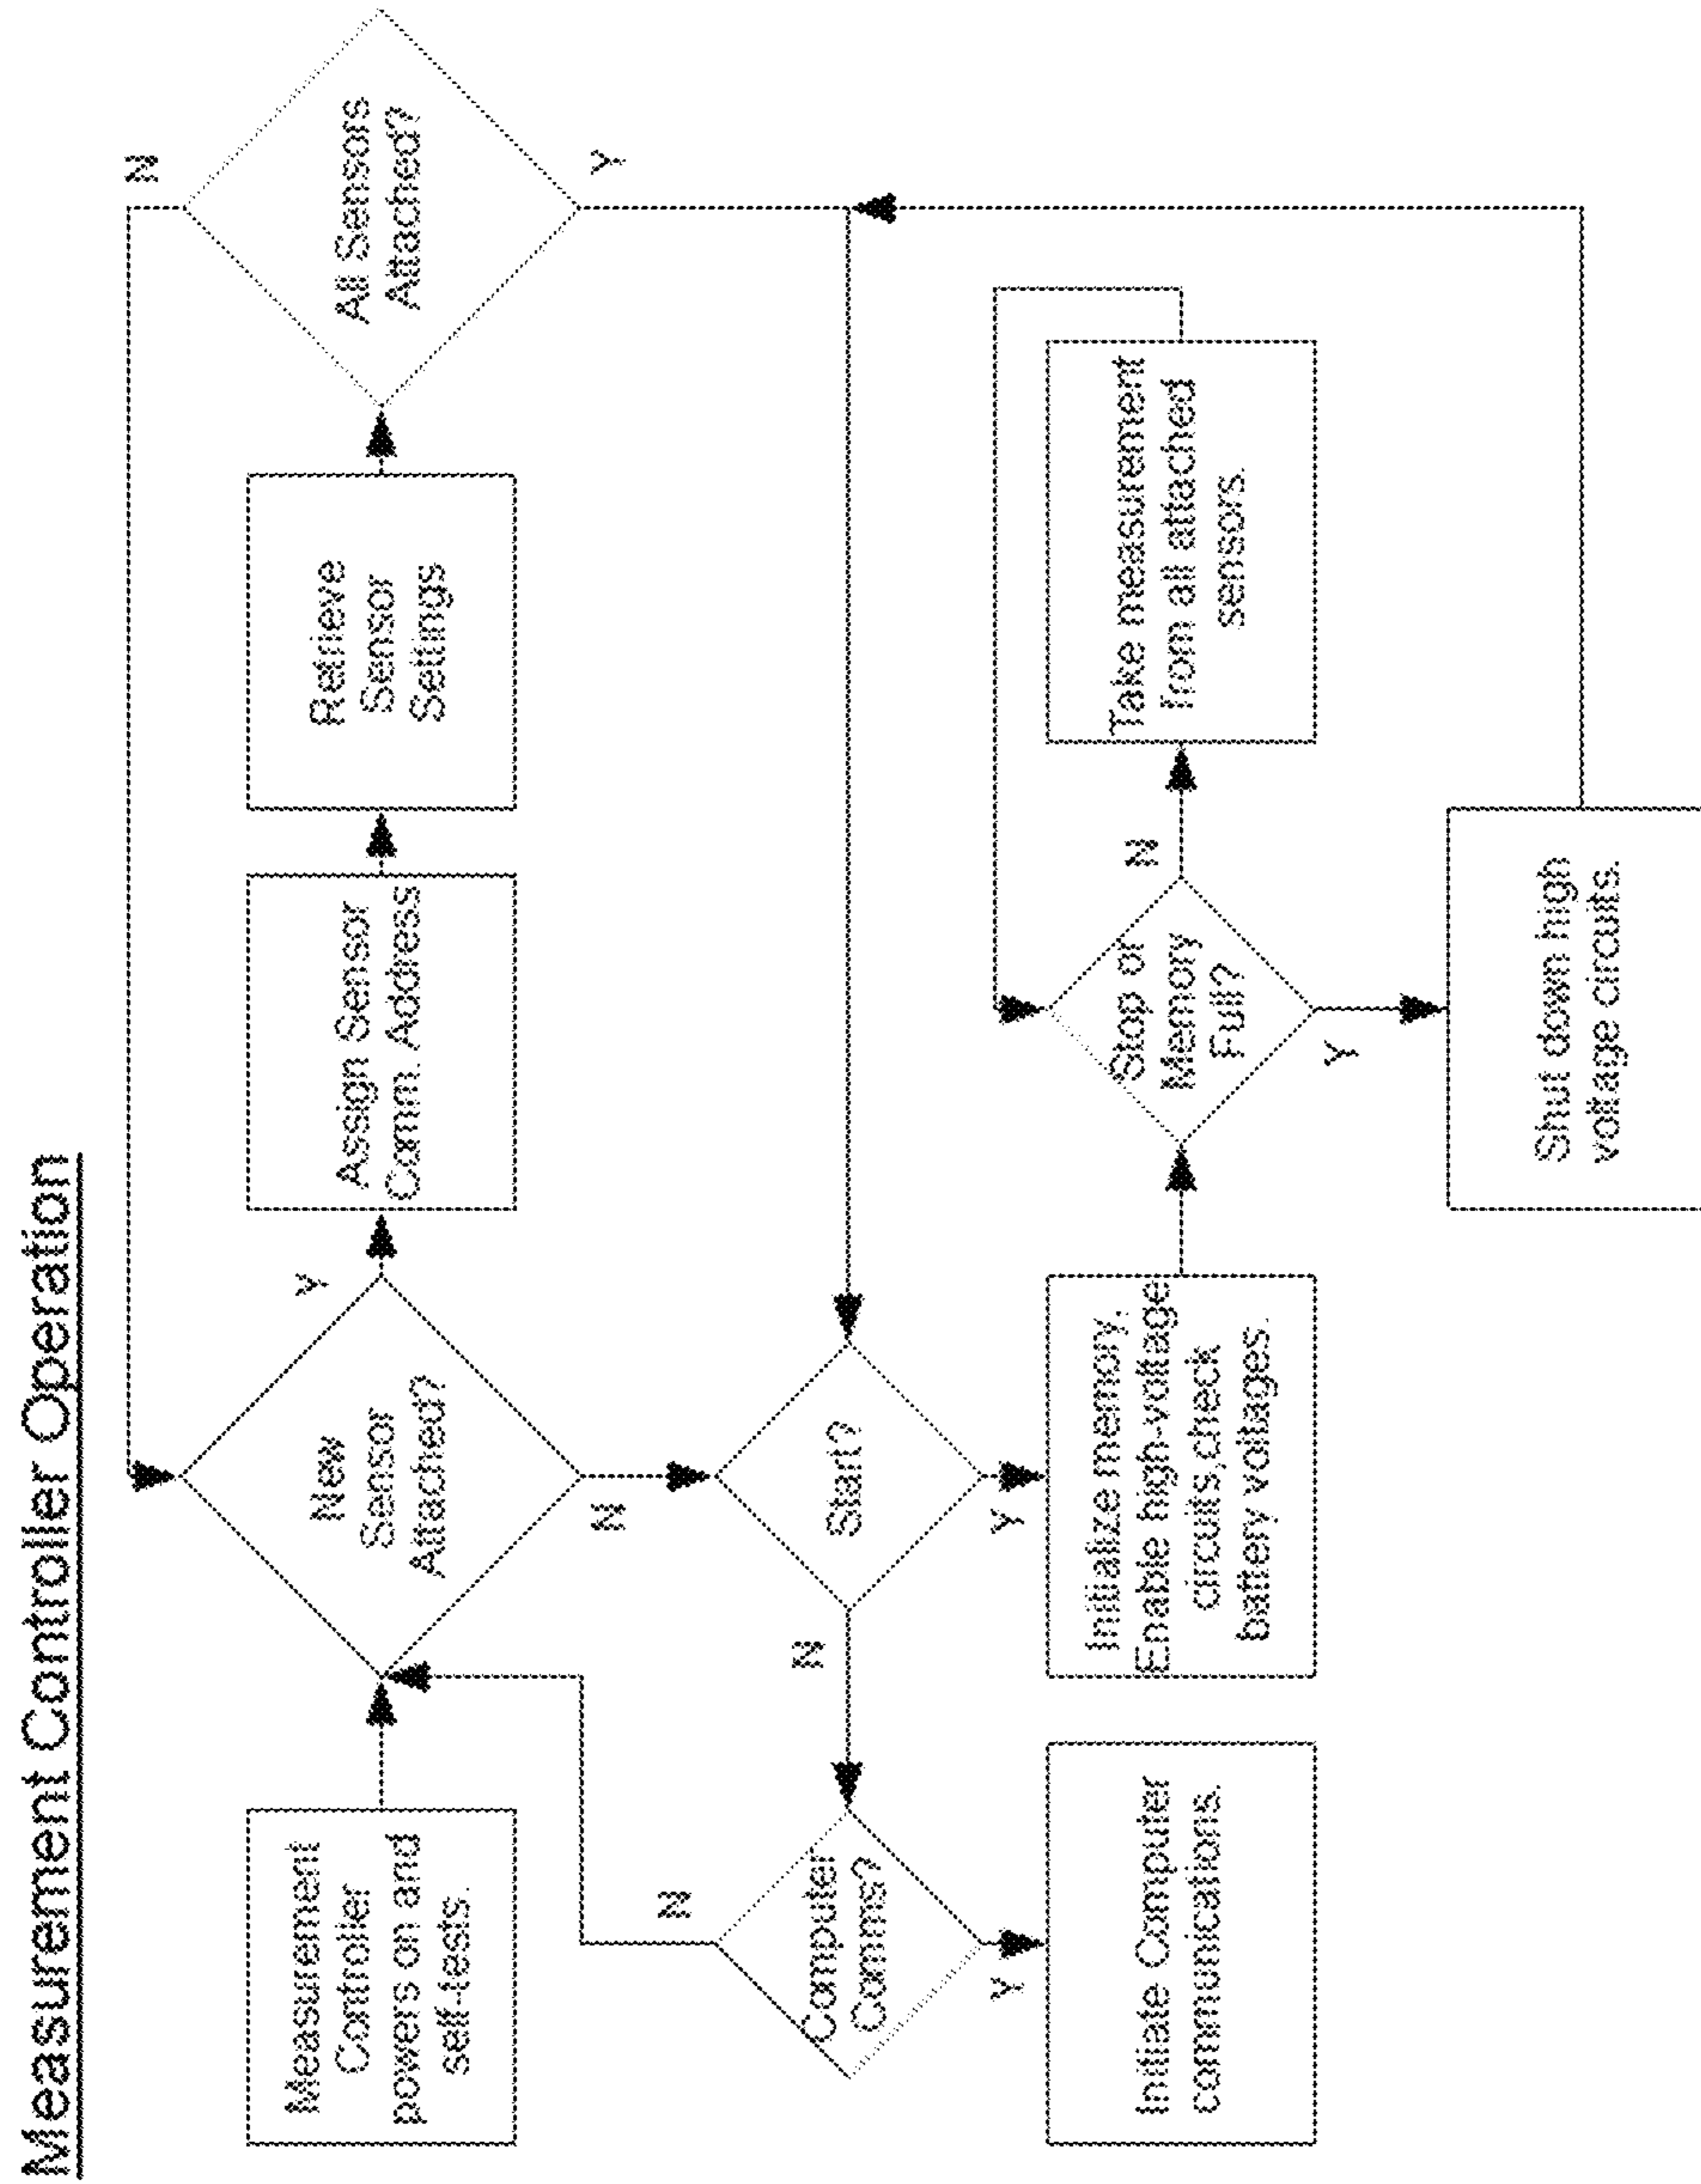 Measurement Controller Operation
Measurement
Controller
powers on and
self-tests.
New
Sensor
Attached?
Y
N
Assign Sensor
Comm. Address
Retrieve
Sensor
Settings
All Sensors
Attached?
N
Y
Computer
Comms?
N
Y
Start?
N
Y
Initiate Computer
communications.
Initialize memory,
Enable high-voltage
circuits,check
battery voltages.
Stop or
Memory
Full?
N
Y
Take measurement
from all attached
sensors.
Shut down high
voltage circuits.